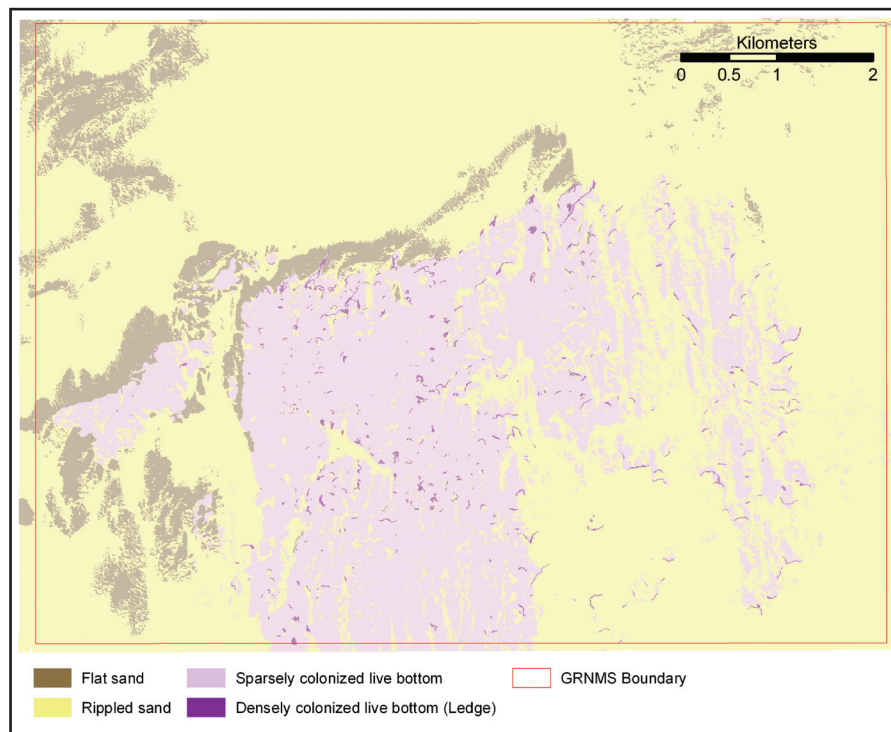 Kilometers
0 0.5 1 2
Flat sand
Sparsely colonized live bottom
GRNMS Boundary
Rippled sand
Densely colonized live bottom (Ledge)